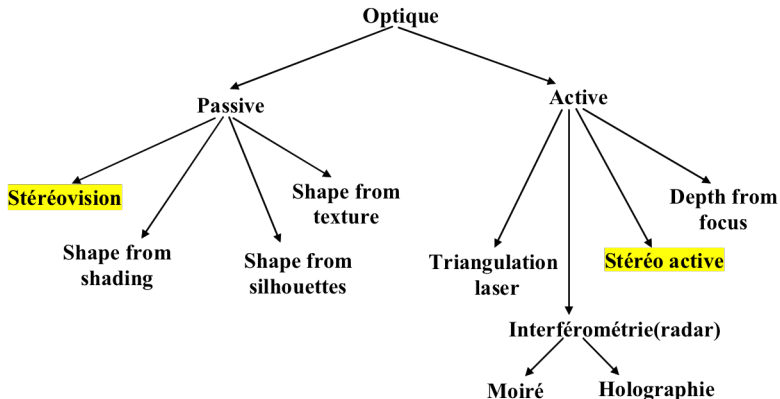 Optique
Passive
Active
Stéréovision
Shape from
texture
Depth from
focus
Shape from
shading
Shape from
silhouettes
Triangulation
laser
Stéréo active
Interférométrie(radar)
Moiré
Holographie